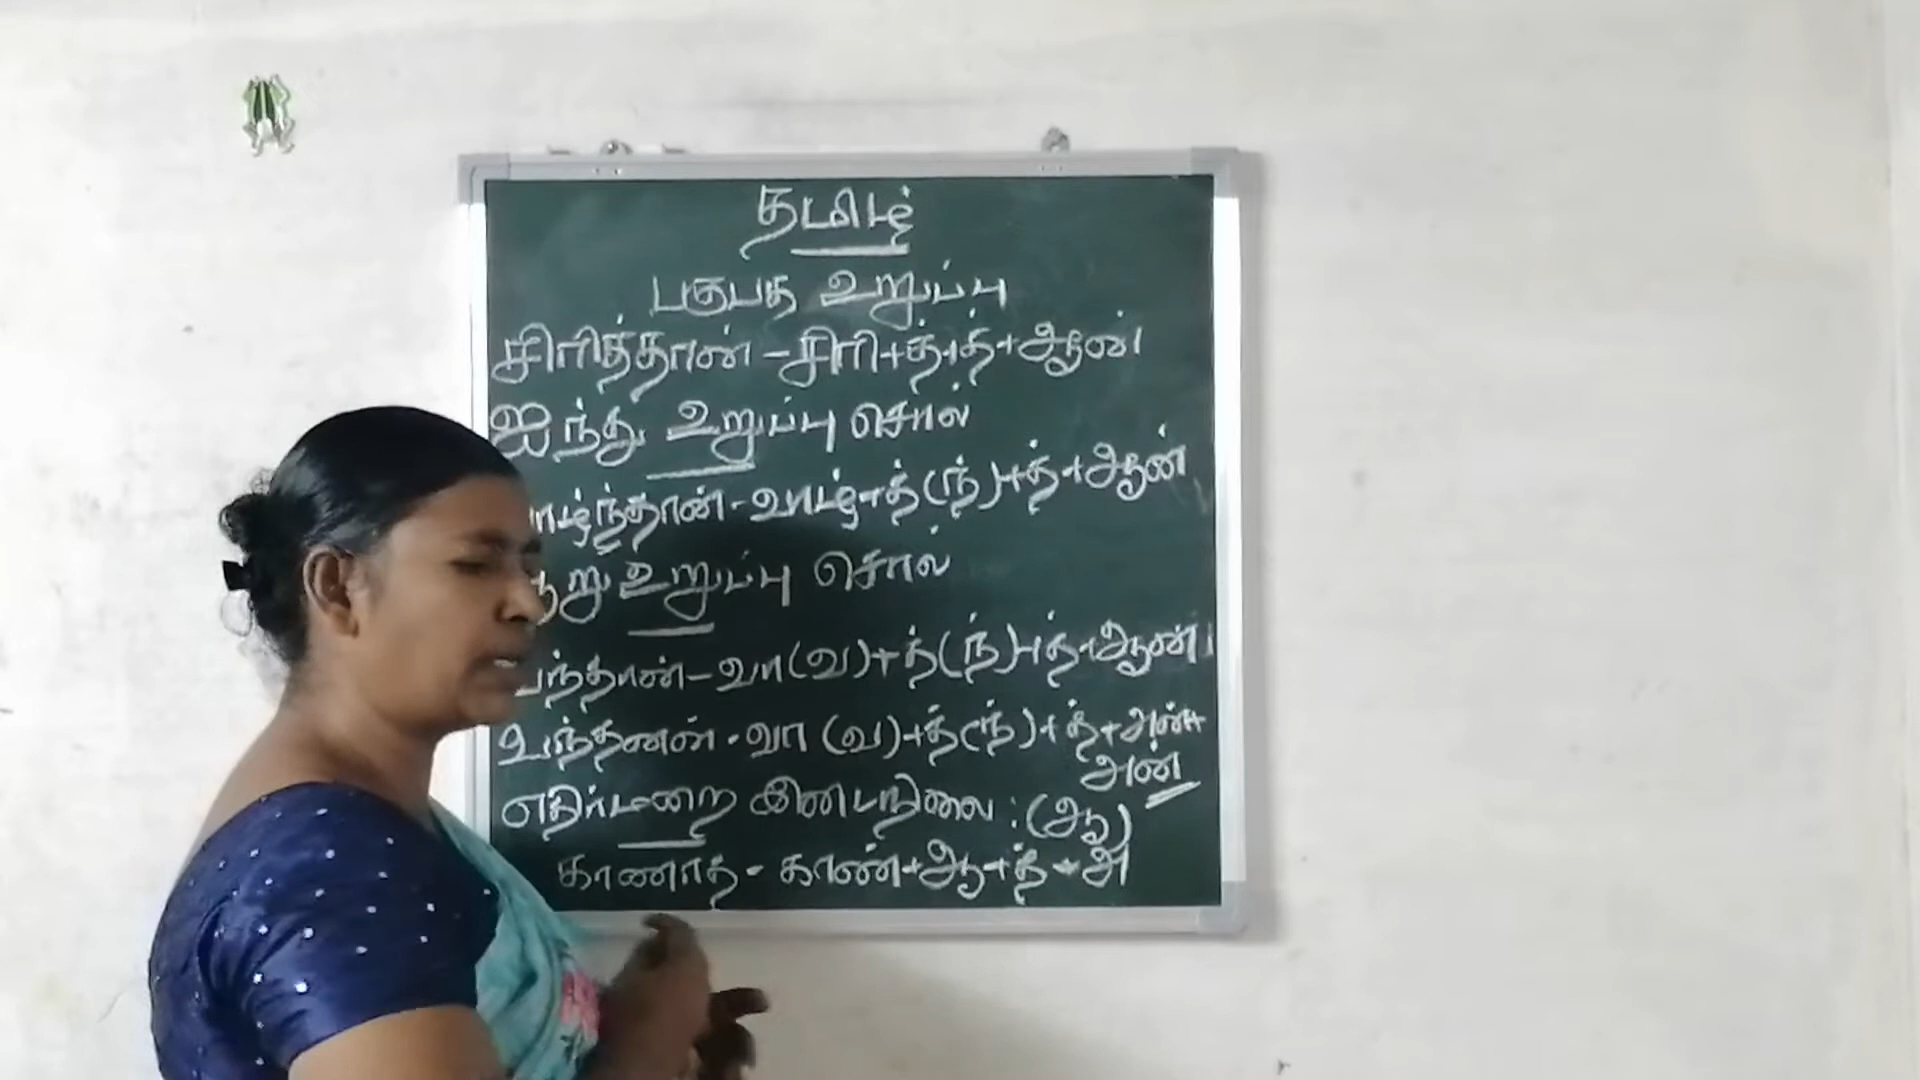 தமிழ்
பகுபத உறுப்பு
சிரித்தான் - சிரி+த்+த்+ஆன்
ஐந்து உறுப்பு சொல்
ாழ்ந்தான் - வாழ்+த்(ந்)+த்+ஆன்
ஆறு உறுப்பு சொல்
வந்தான் - வா(வ)+த்(ந்)+த்+ஆன்
வந்தனன் - வா (வ)+த்(ந்)+த்+அன்+
அன்
எதிர்மறை இடைநிலை : (ஆ)
காணாத - காண்+ஆ+த்+அ